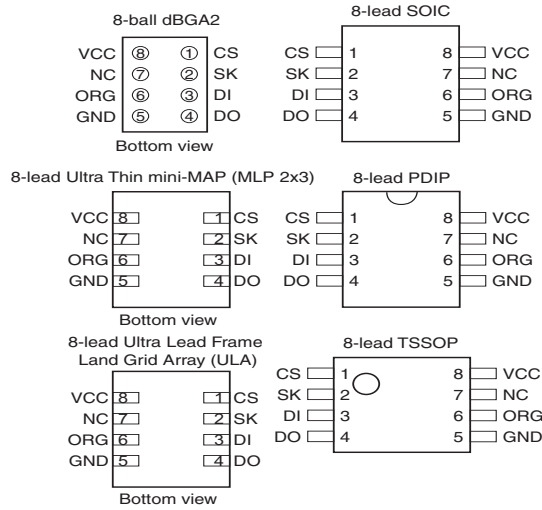 8-ball dBGA2
VCC 8 1 CS
NC 7 2 SK
ORG 6 3 DI
GND 5 4 DO
Bottom view
8-lead SOIC
CS 1 8 VCC
SK 2 7 NC
DI 3 6 ORG
DO 4 5 GND
8-lead Ultra Thin mini-MAP (MLP 2x3)
VCC 8 1 CS
NC 7 2 SK
ORG 6 3 DI
GND 5 4 DO
Bottom view
8-lead PDIP
CS 1 8 VCC
SK 2 7 NC
DI 3 6 ORG
DO 4 5 GND
8-lead Ultra Lead Frame
Land Grid Array (ULA)
VCC 8 1 CS
NC 7 2 SK
ORG 6 3 DI
GND 5 4 DO
Bottom view
8-lead TSSOP
CS 1 8 VCC
SK 2 7 NC
DI 3 6 ORG
DO 4 5 GND